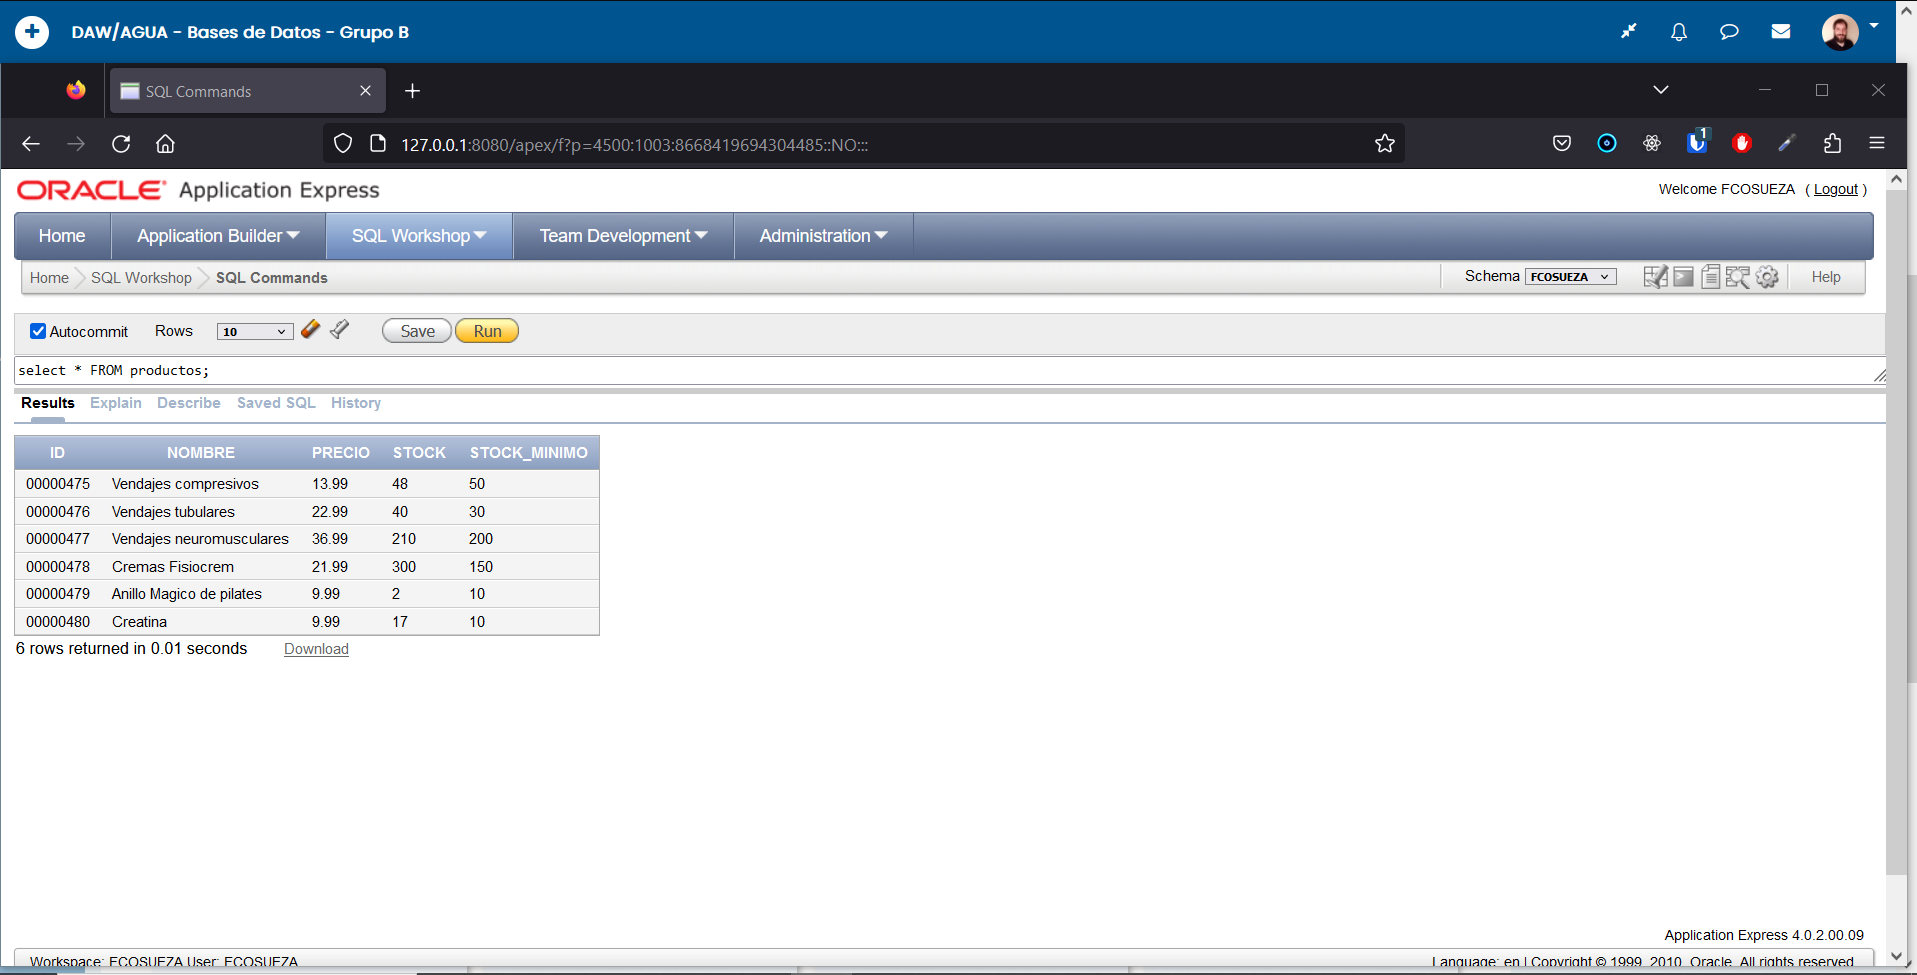 DAW/AGUA - Bases de Datos - Grupo B
SQL Commands
127.0.0.1:8080/apex/f?p=4500:1003:8668419694304485::NO:::
1
ORACLE® Application Express
Welcome FCOSUEZA ( Logout )
Home Application Builder SQL Workshop Team Development Administration
Home SQL Workshop SQL Commands Schema FCOSUEZA Help
Autocommit Rows 10 Save Run
select * FROM productos;
Results Explain Describe Saved SQL History
ID NOMBRE PRECIO STOCK STOCK_MINIMO
00000475 Vendajes compresivos 13.99 48 50
00000476 Vendajes tubulares 22.99 40 30
00000477 Vendajes neuromusculares 36.99 210 200
00000478 Cremas Fisiocrem 21.99 300 150
00000479 Anillo Magico de pilates 9.99 2 10
00000480 Creatina 9.99 17 10
6 rows returned in 0.01 seconds Download
Application Express 4.0.2.00.09
Workspace: FCOSUEZA User: FCOSUEZA Language: en | Copyright © 1999, 2010, Oracle. All rights reserved.